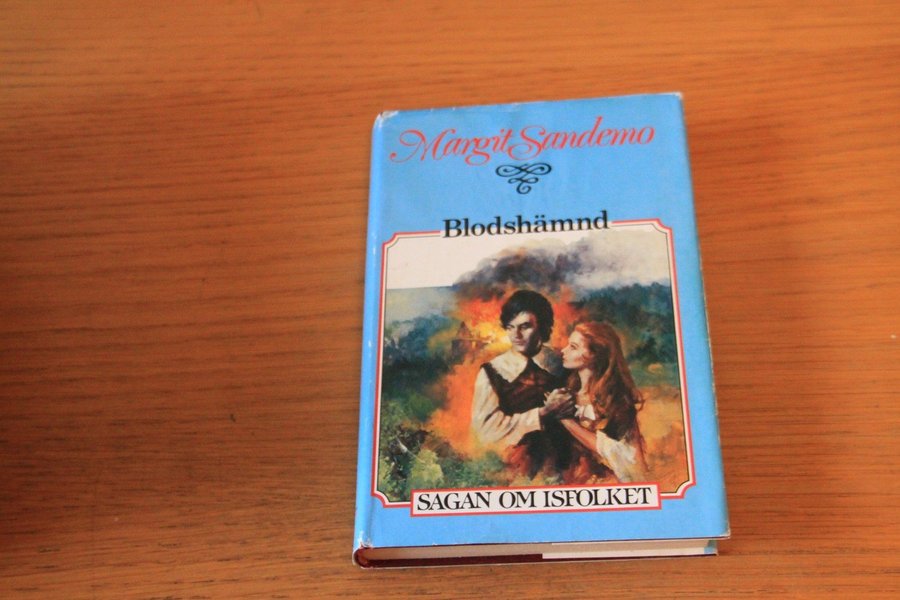 Margit Sandemo
Blodshämnd
SAGAN OM ISFOLKET